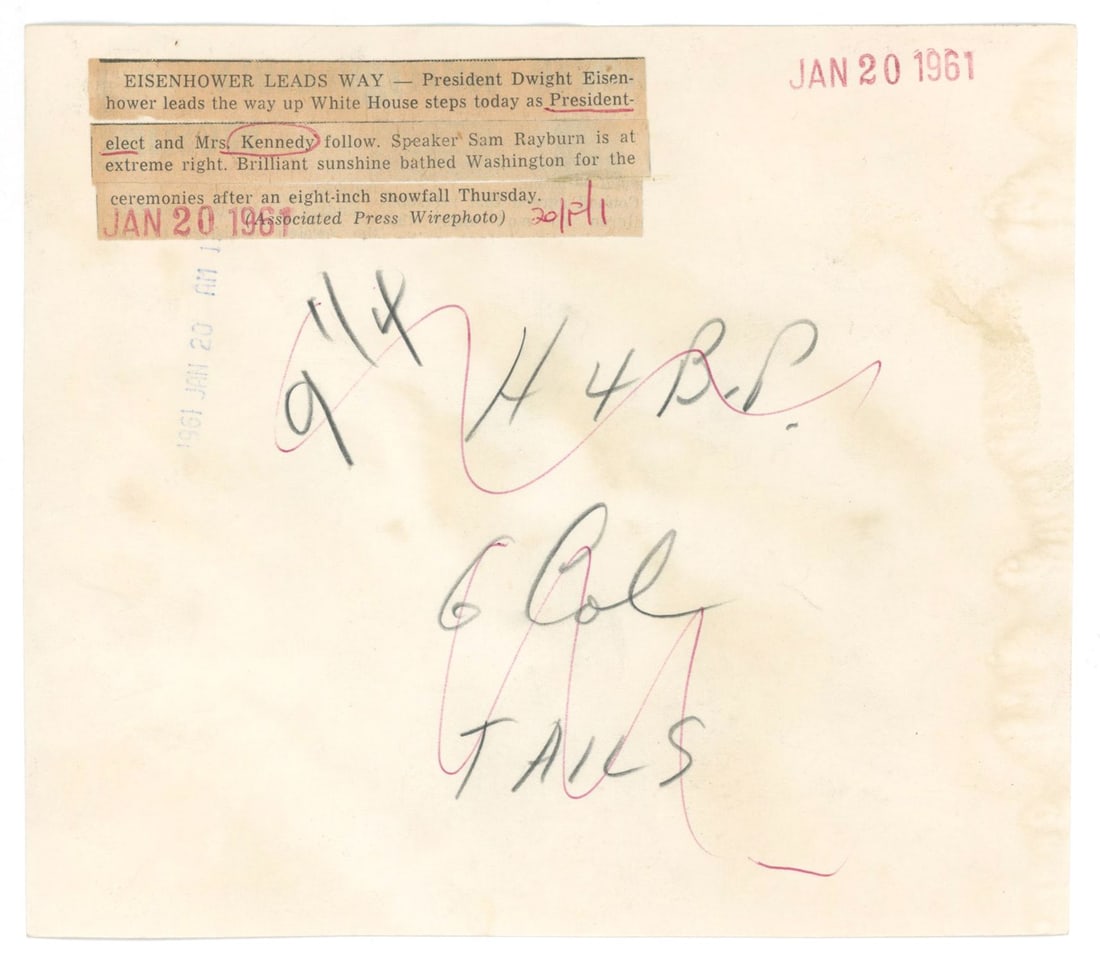 JAN 20 1961
EISENHOWER LEADS WAY — President Dwight Eisen-
hower leads the way up White House steps today as President-
elect and Mrs. Kennedy follow. Speaker Sam Rayburn is at
extreme right. Brilliant sunshine bathed Washington for the
ceremonies after an eight-inch snowfall Thursday.
(Associated Press Wirephoto)
JAN 20 1961
1961 JAN 20 AM
9 1/4
H 4 B.P.
6 Col
TAILS